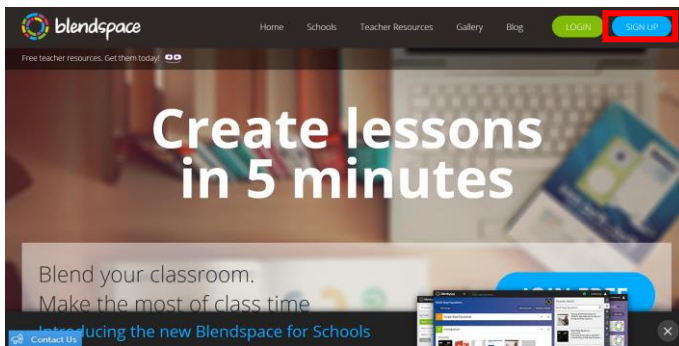 blendspace
Home Schools Teacher Resources Gallery Blog LOGIN SIGN UP
Free teacher resources. Get them today!
Create lessons
in 5 minutes
Blend your classroom.
Make the most of class time
JOIN FREE
Introducing the new Blendspace for Schools
Contact Us